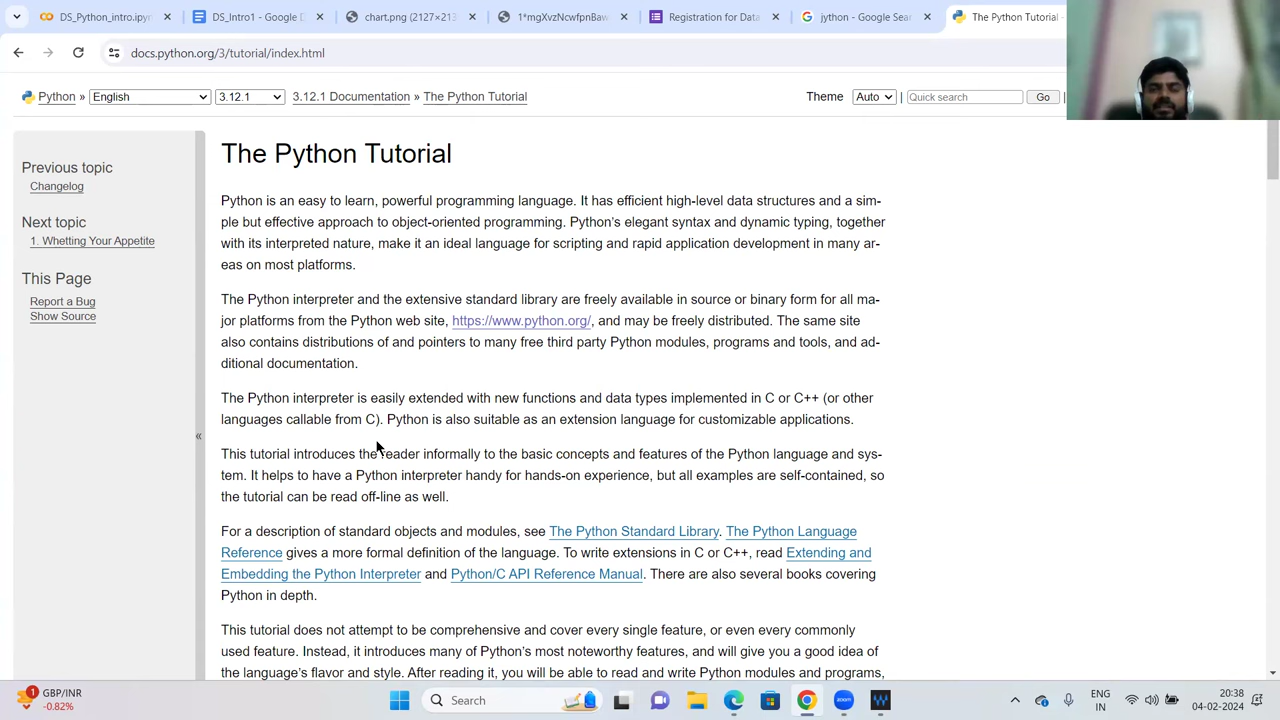 DS_Python_intro.ipyn
DS_Intro1 - Google D
chart.png (2127×213
1*mgXvzNcwfpnBaw
Registration for Data
jython - Google Sea
The Python Tutorial
docs.python.org/3/tutorial/index.html
Python » English 3.12.1 3.12.1 Documentation » The Python Tutorial
Theme Auto | Quick search Go |
Previous topic
Changelog
Next topic
1. Whetting Your Appetite
This Page
Report a Bug
Show Source
«
The Python Tutorial
Python is an easy to learn, powerful programming language. It has efficient high-level data structures and a sim-
ple but effective approach to object-oriented programming. Python’s elegant syntax and dynamic typing, together
with its interpreted nature, make it an ideal language for scripting and rapid application development in many ar-
eas on most platforms.
The Python interpreter and the extensive standard library are freely available in source or binary form for all ma-
jor platforms from the Python web site, https://www.python.org/, and may be freely distributed. The same site
also contains distributions of and pointers to many free third party Python modules, programs and tools, and ad-
ditional documentation.
The Python interpreter is easily extended with new functions and data types implemented in C or C++ (or other
languages callable from C). Python is also suitable as an extension language for customizable applications.
This tutorial introduces the reader informally to the basic concepts and features of the Python language and sys-
tem. It helps to have a Python interpreter handy for hands-on experience, but all examples are self-contained, so
the tutorial can be read off-line as well.
For a description of standard objects and modules, see The Python Standard Library. The Python Language
Reference gives a more formal definition of the language. To write extensions in C or C++, read Extending and
Embedding the Python Interpreter and Python/C API Reference Manual. There are also several books covering
Python in depth.
This tutorial does not attempt to be comprehensive and cover every single feature, or even every commonly
used feature. Instead, it introduces many of Python’s most noteworthy features, and will give you a good idea of
the language’s flavor and style. After reading it, you will be able to read and write Python modules and programs,
1
GBP/INR
-0.82%
Search
zoom
ENG
IN
20:38
04-02-2024